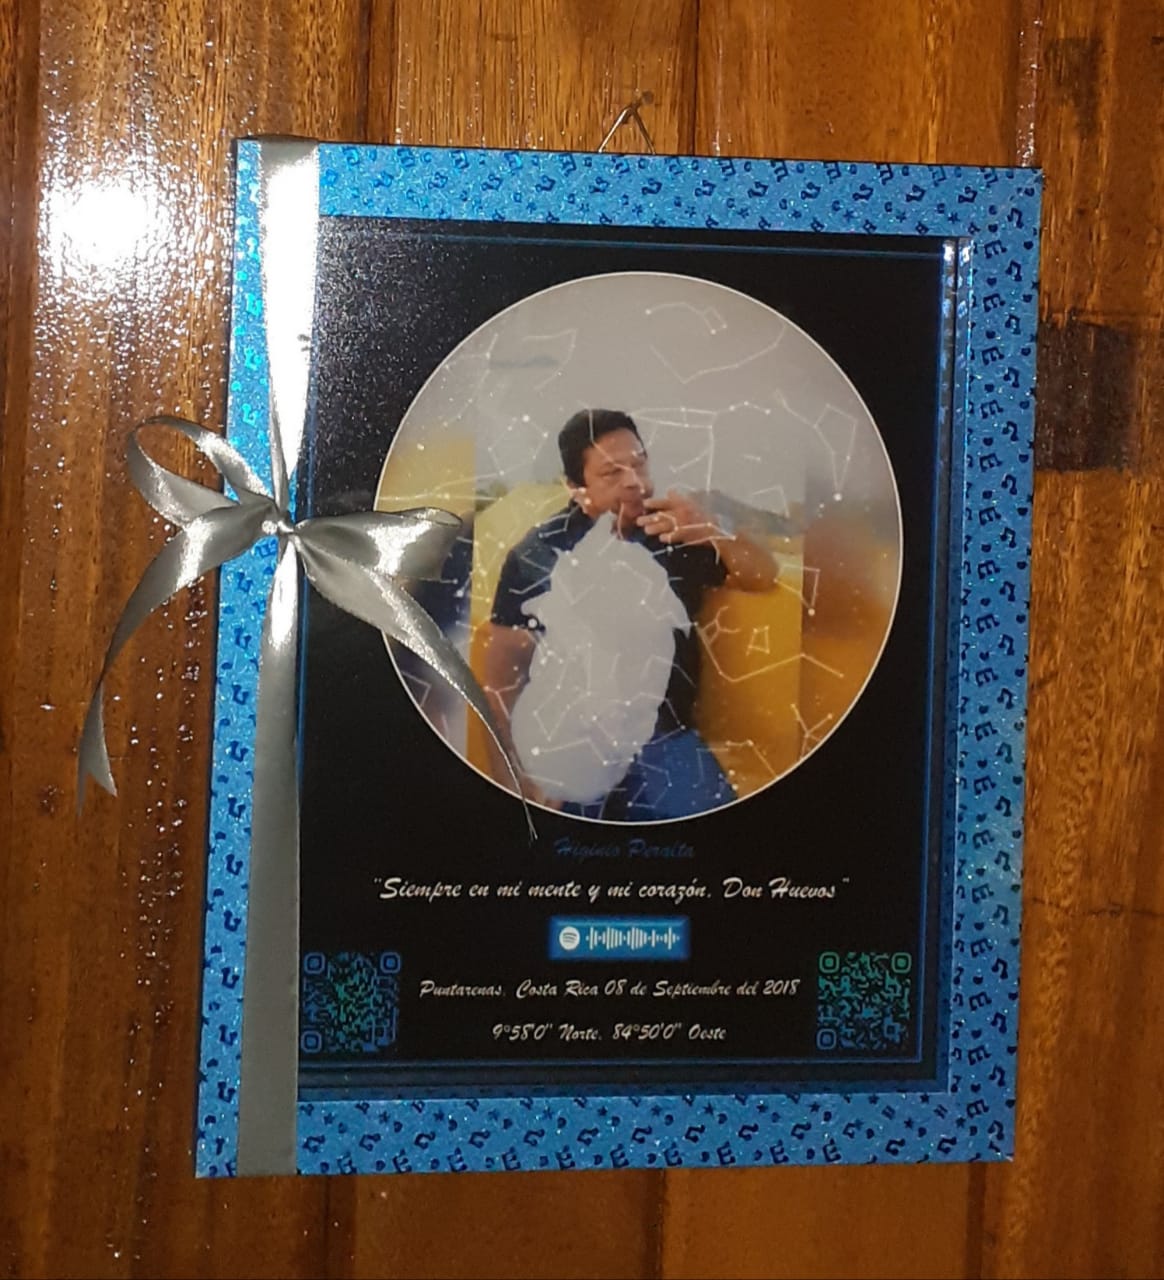 Higinio Peralta
"Siempre en mi mente y mi corazón, Don Huevos"
Puntarenas, Costa Rica 08 de Septiembre del 2018
9°58'0" Norte, 84°50'0" Oeste